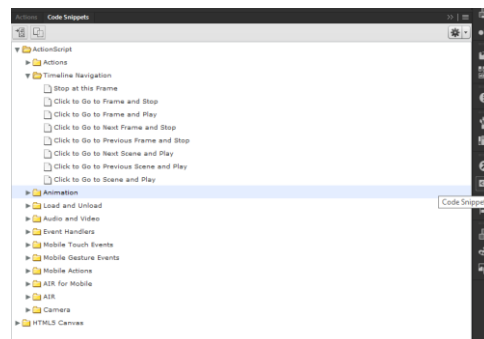 Actions Code Snippets
ActionScript
Actions
Timeline Navigation
Stop at this Frame
Click to Go to Frame and Stop
Click to Go to Frame and Play
Click to Go to Next Frame and Stop
Click to Go to Previous Frame and Stop
Click to Go to Next Scene and Play
Click to Go to Previous Scene and Play
Click to Go to Scene and Play
Animation
Code Snippe
Load and Unload
Audio and Video
Event Handlers
Mobile Touch Events
Mobile Gesture Events
Mobile Actions
AIR for Mobile
AIR
Camera
HTML5 Canvas